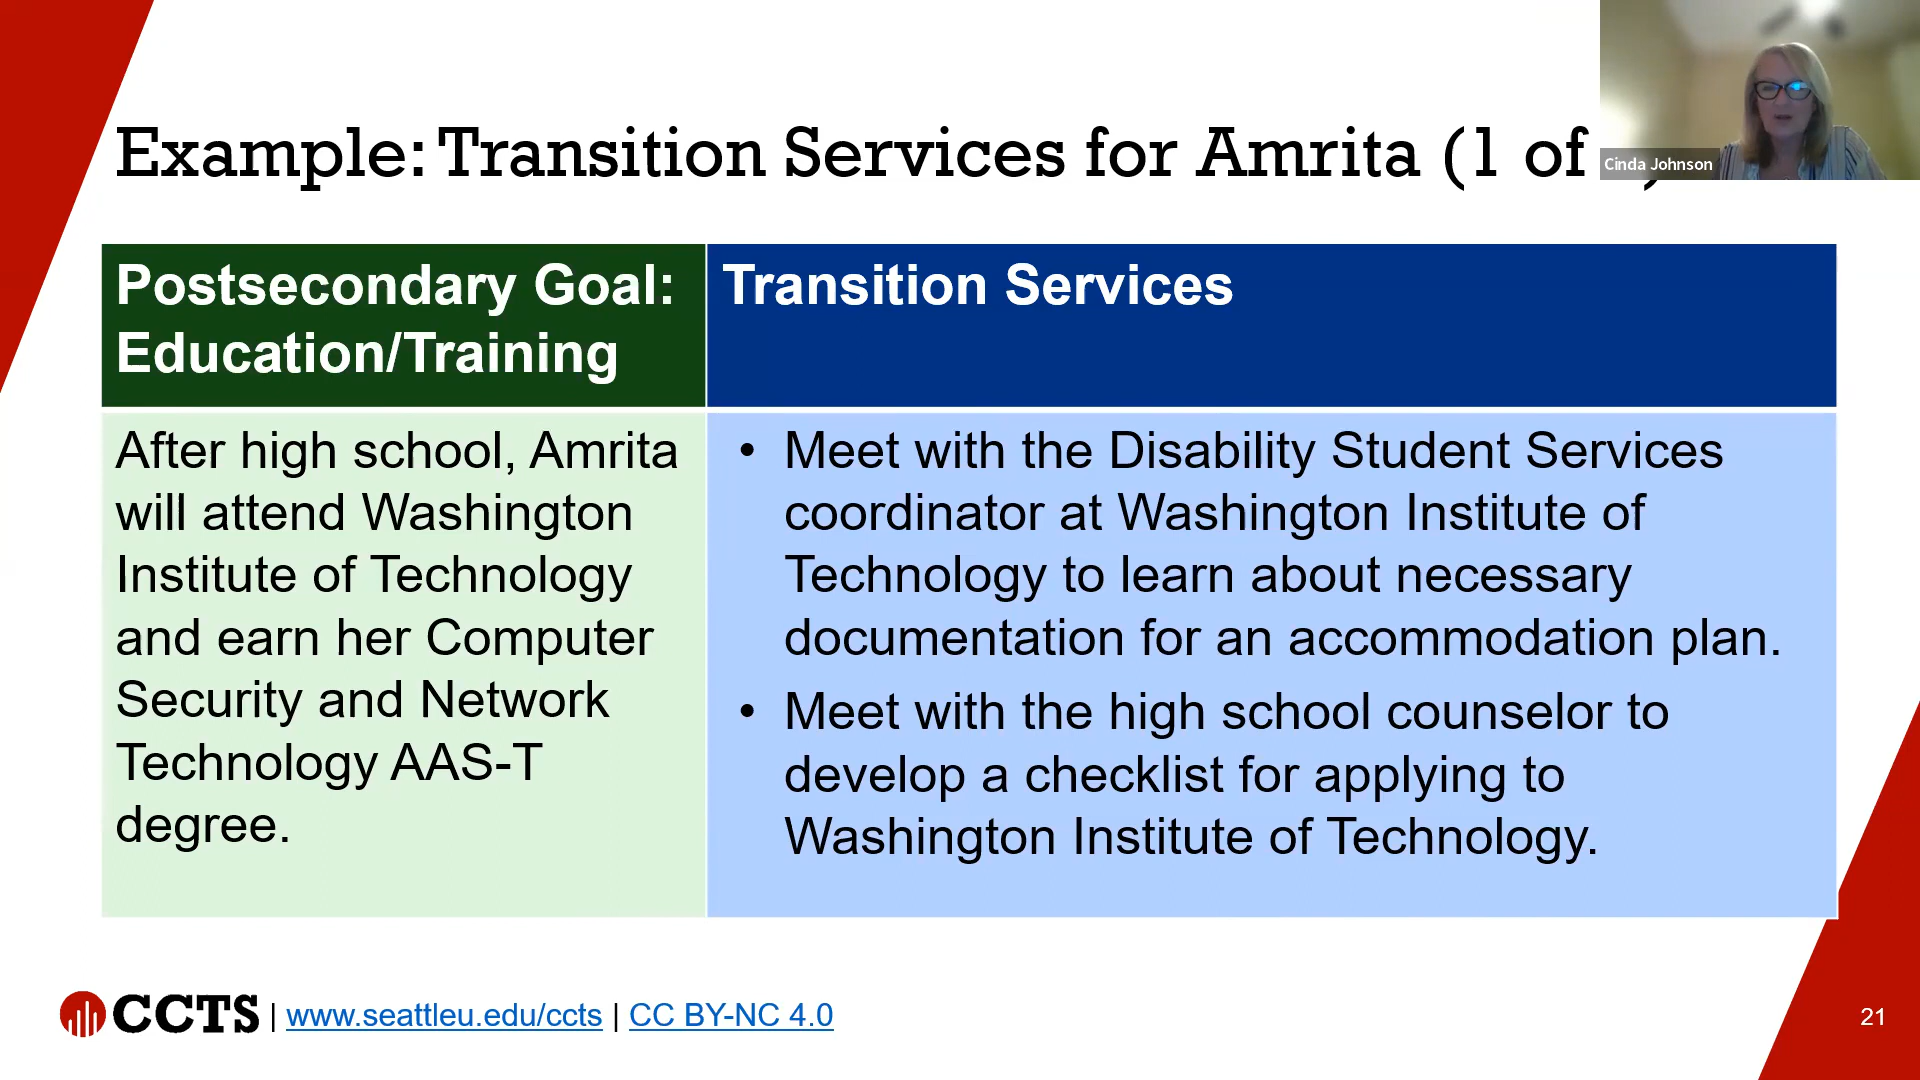 Example: Transition Services for Amrita (1 of
Cinda Johnson
Postsecondary Goal:
Education/Training
Transition Services
After high school, Amrita
will attend Washington
Institute of Technology
and earn her Computer
Security and Network
Technology AAS-T
degree.
• Meet with the Disability Student Services
coordinator at Washington Institute of
Technology to learn about necessary
documentation for an accommodation plan.
• Meet with the high school counselor to
develop a checklist for applying to
Washington Institute of Technology.
CCTS | www.seattleu.edu/ccts | CC BY-NC 4.0
21